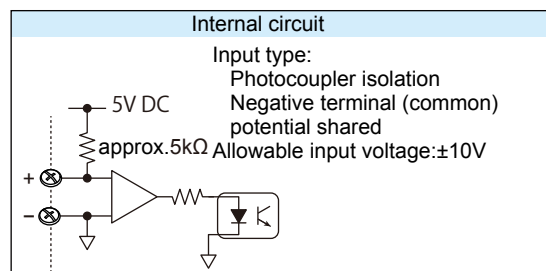 Internal circuit
Input type:
Photocoupler isolation
Negative terminal (common)
potential shared
Allowable input voltage:±10V
5V DC
approx.5kΩ
+
−